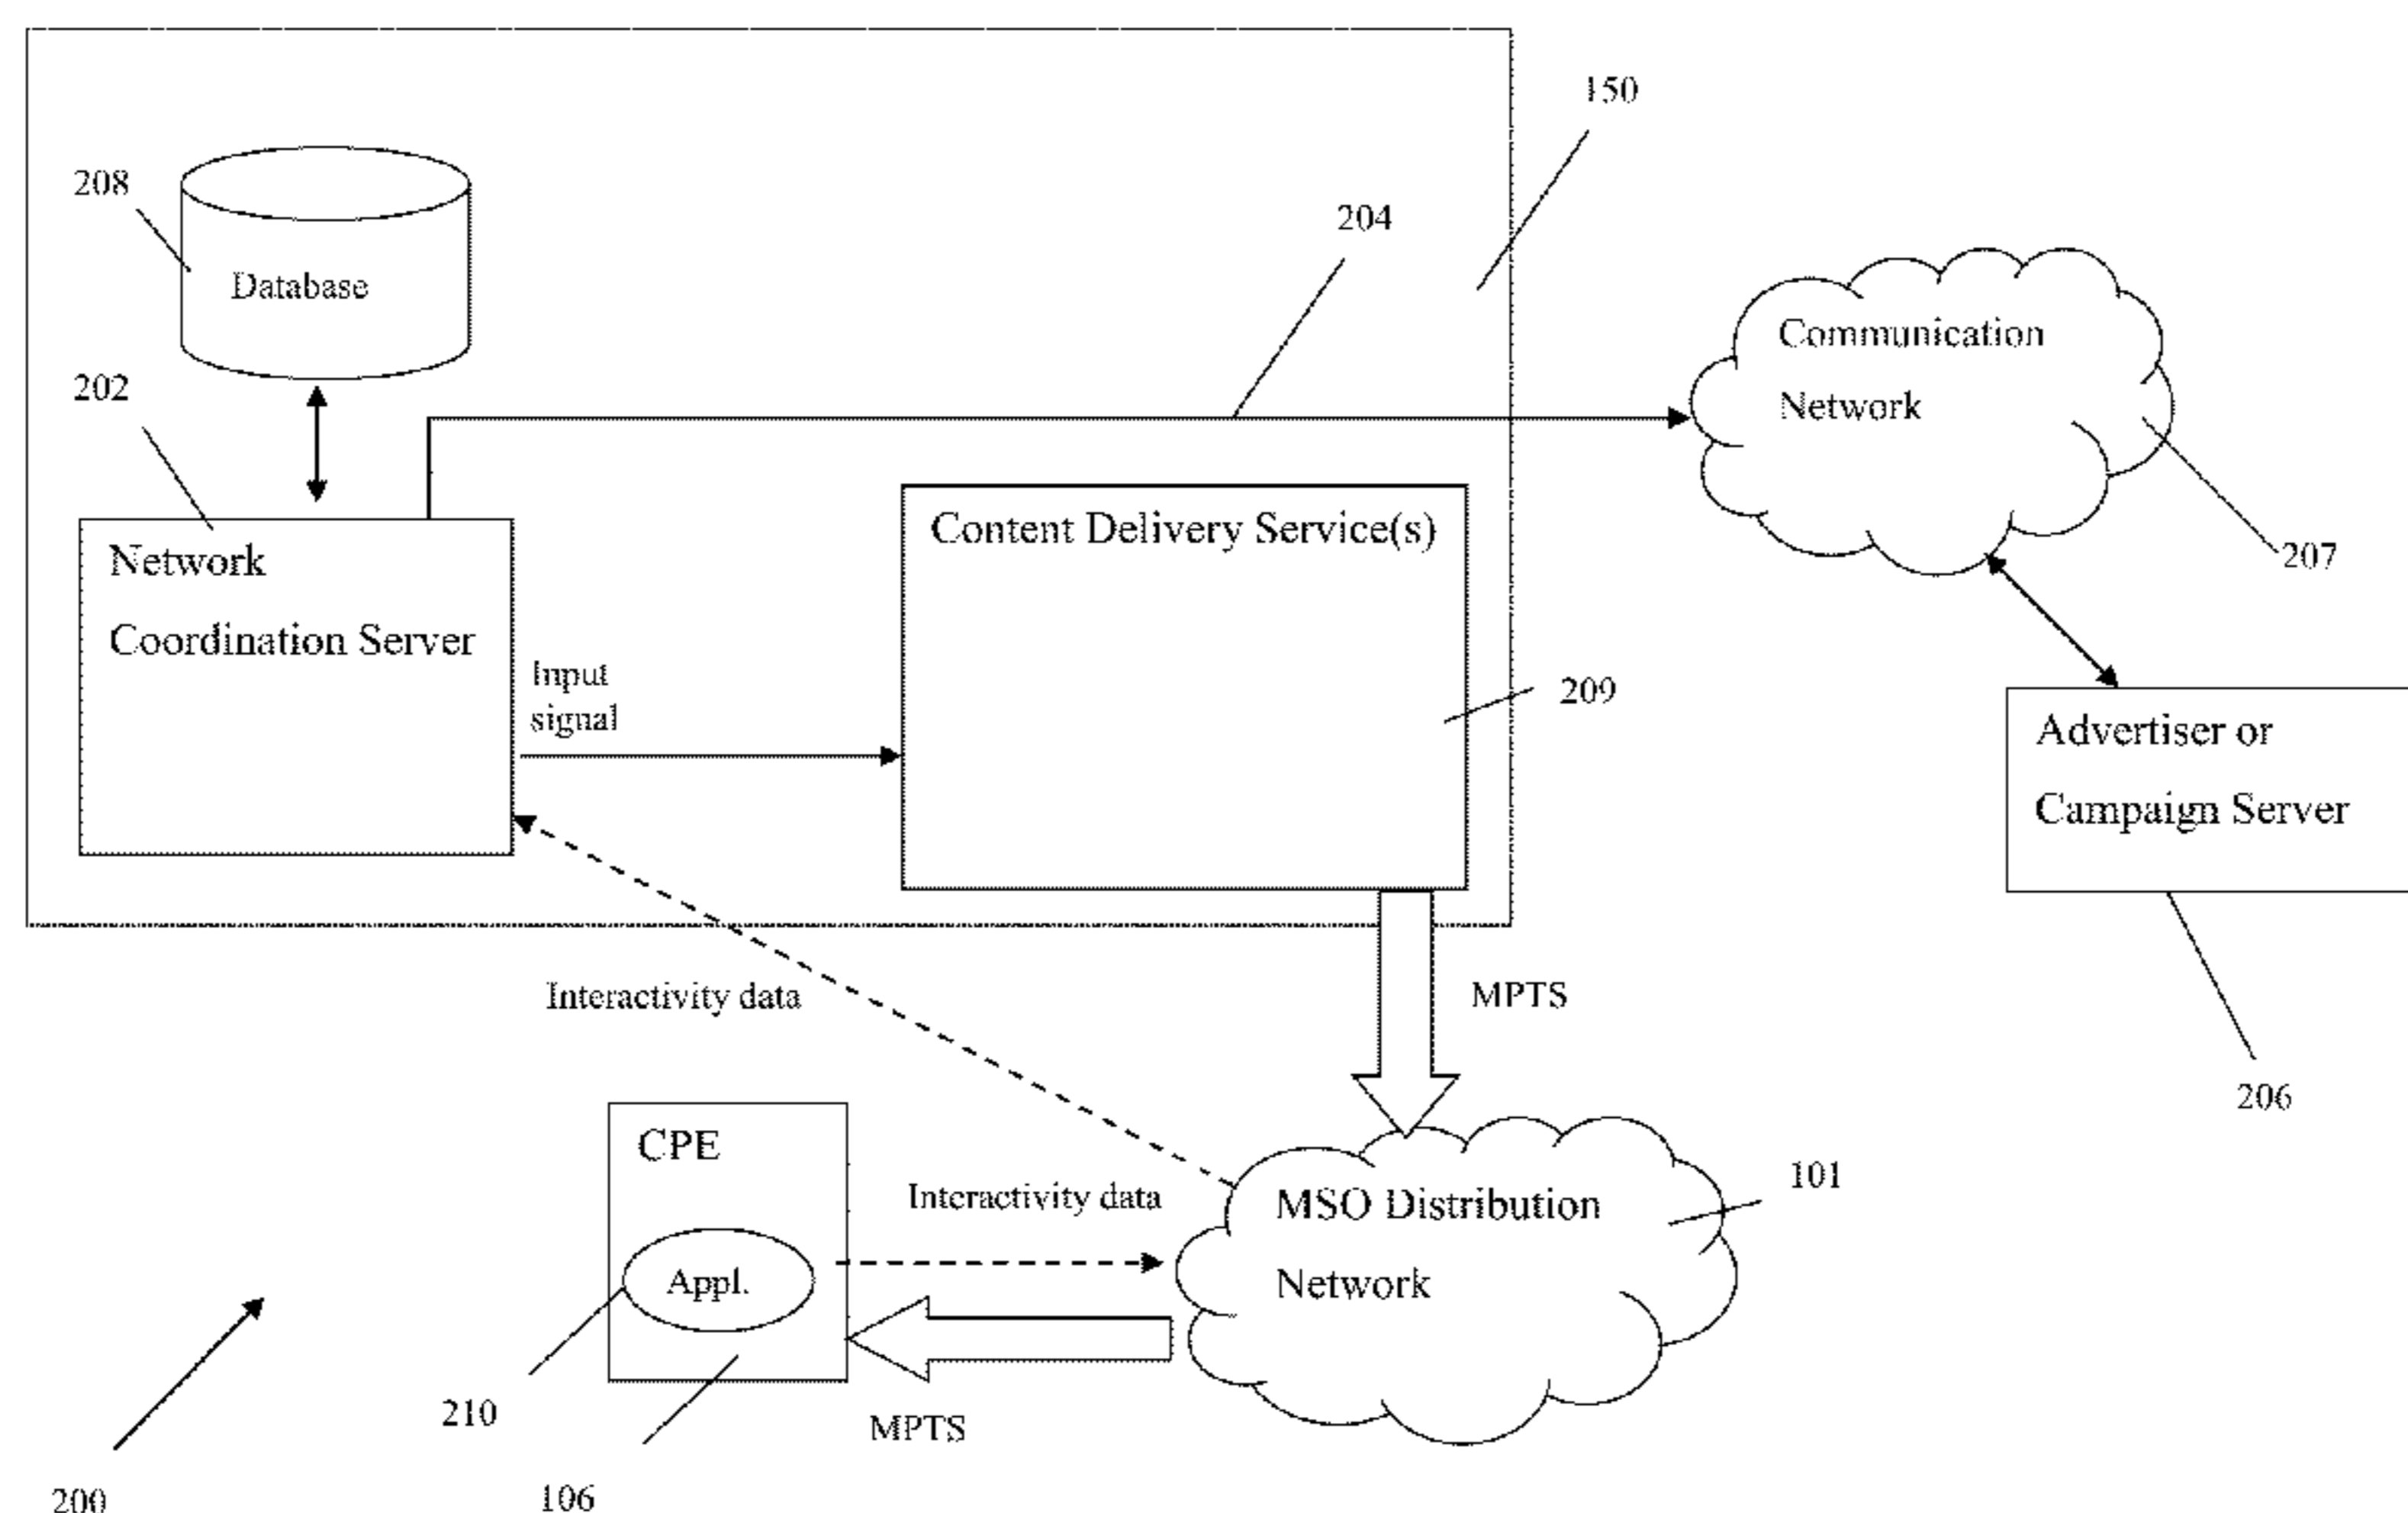 150
208
204
Database
Communication
Network
202
207
Network
Coordination Server
Content Delivery Service(s)
Input
signal
209
Advertiser or
Campaign Server
Interactivity data
MPTS
206
CPE
Interactivity data
MSO Distribution
Network
101
Appl.
210
MPTS
200
106